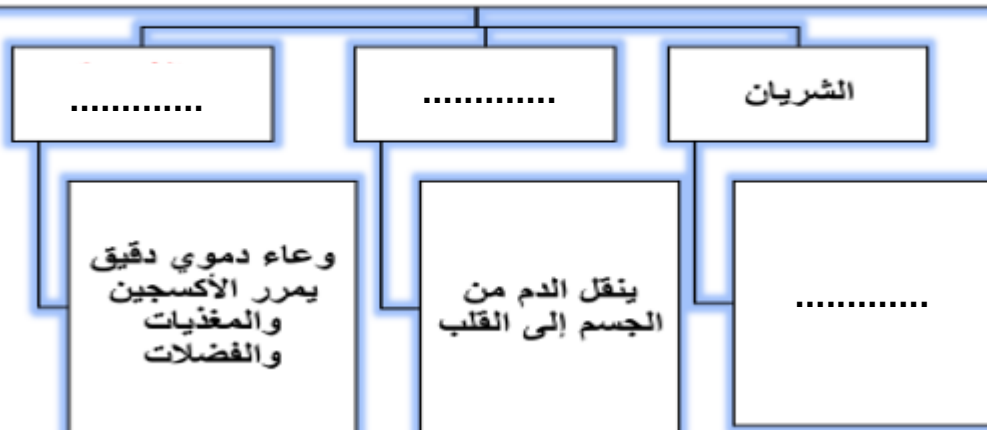 الشريان
.............
.............
.............
ينقل الدم من
الجسم إلى القلب
وعاء دموي دقيق
يمرر الأكسجين
والمغذيات
والفضلات